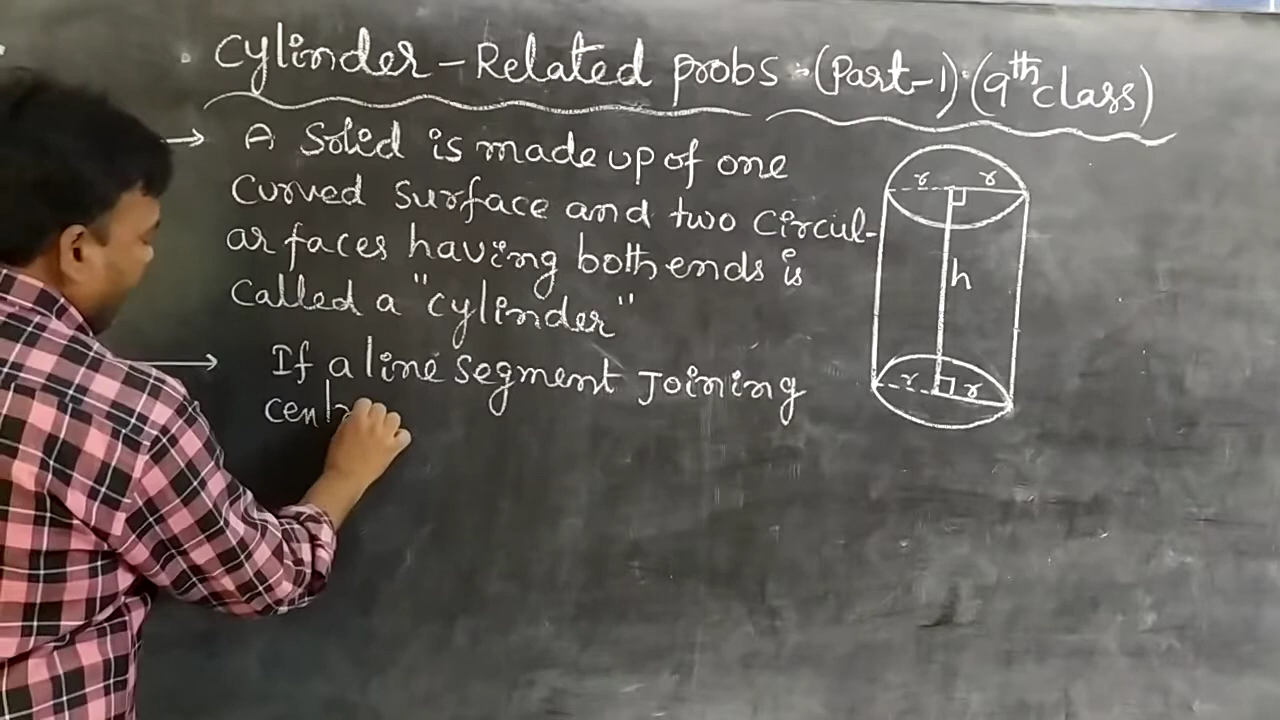 Cylinder - Related probs :- (Part-1) : (9th class)
→ A Solid is made up of one
curved surface and two circul-
ar faces having both ends is
called a "cylinder"
→ If a line segment Joining
cen
r r
h
r r